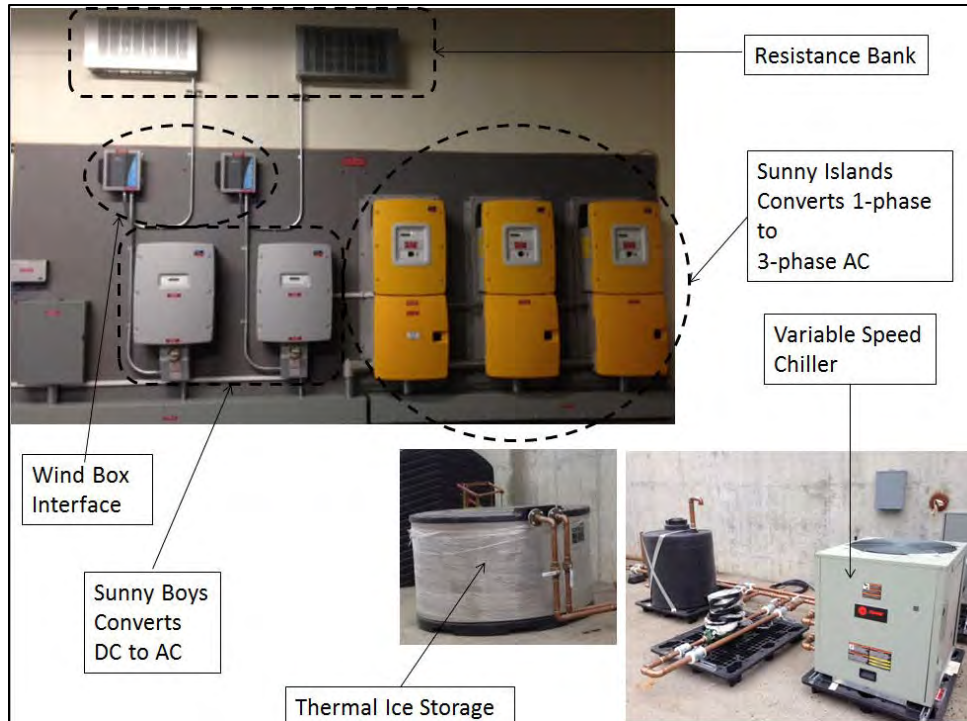 Resistance Bank
Sunny Islands
Converts 1-phase
to
3-phase AC
Variable Speed
Chiller
Wind Box
Interface
Sunny Boys
Converts
DC to AC
Thermal Ice Storage